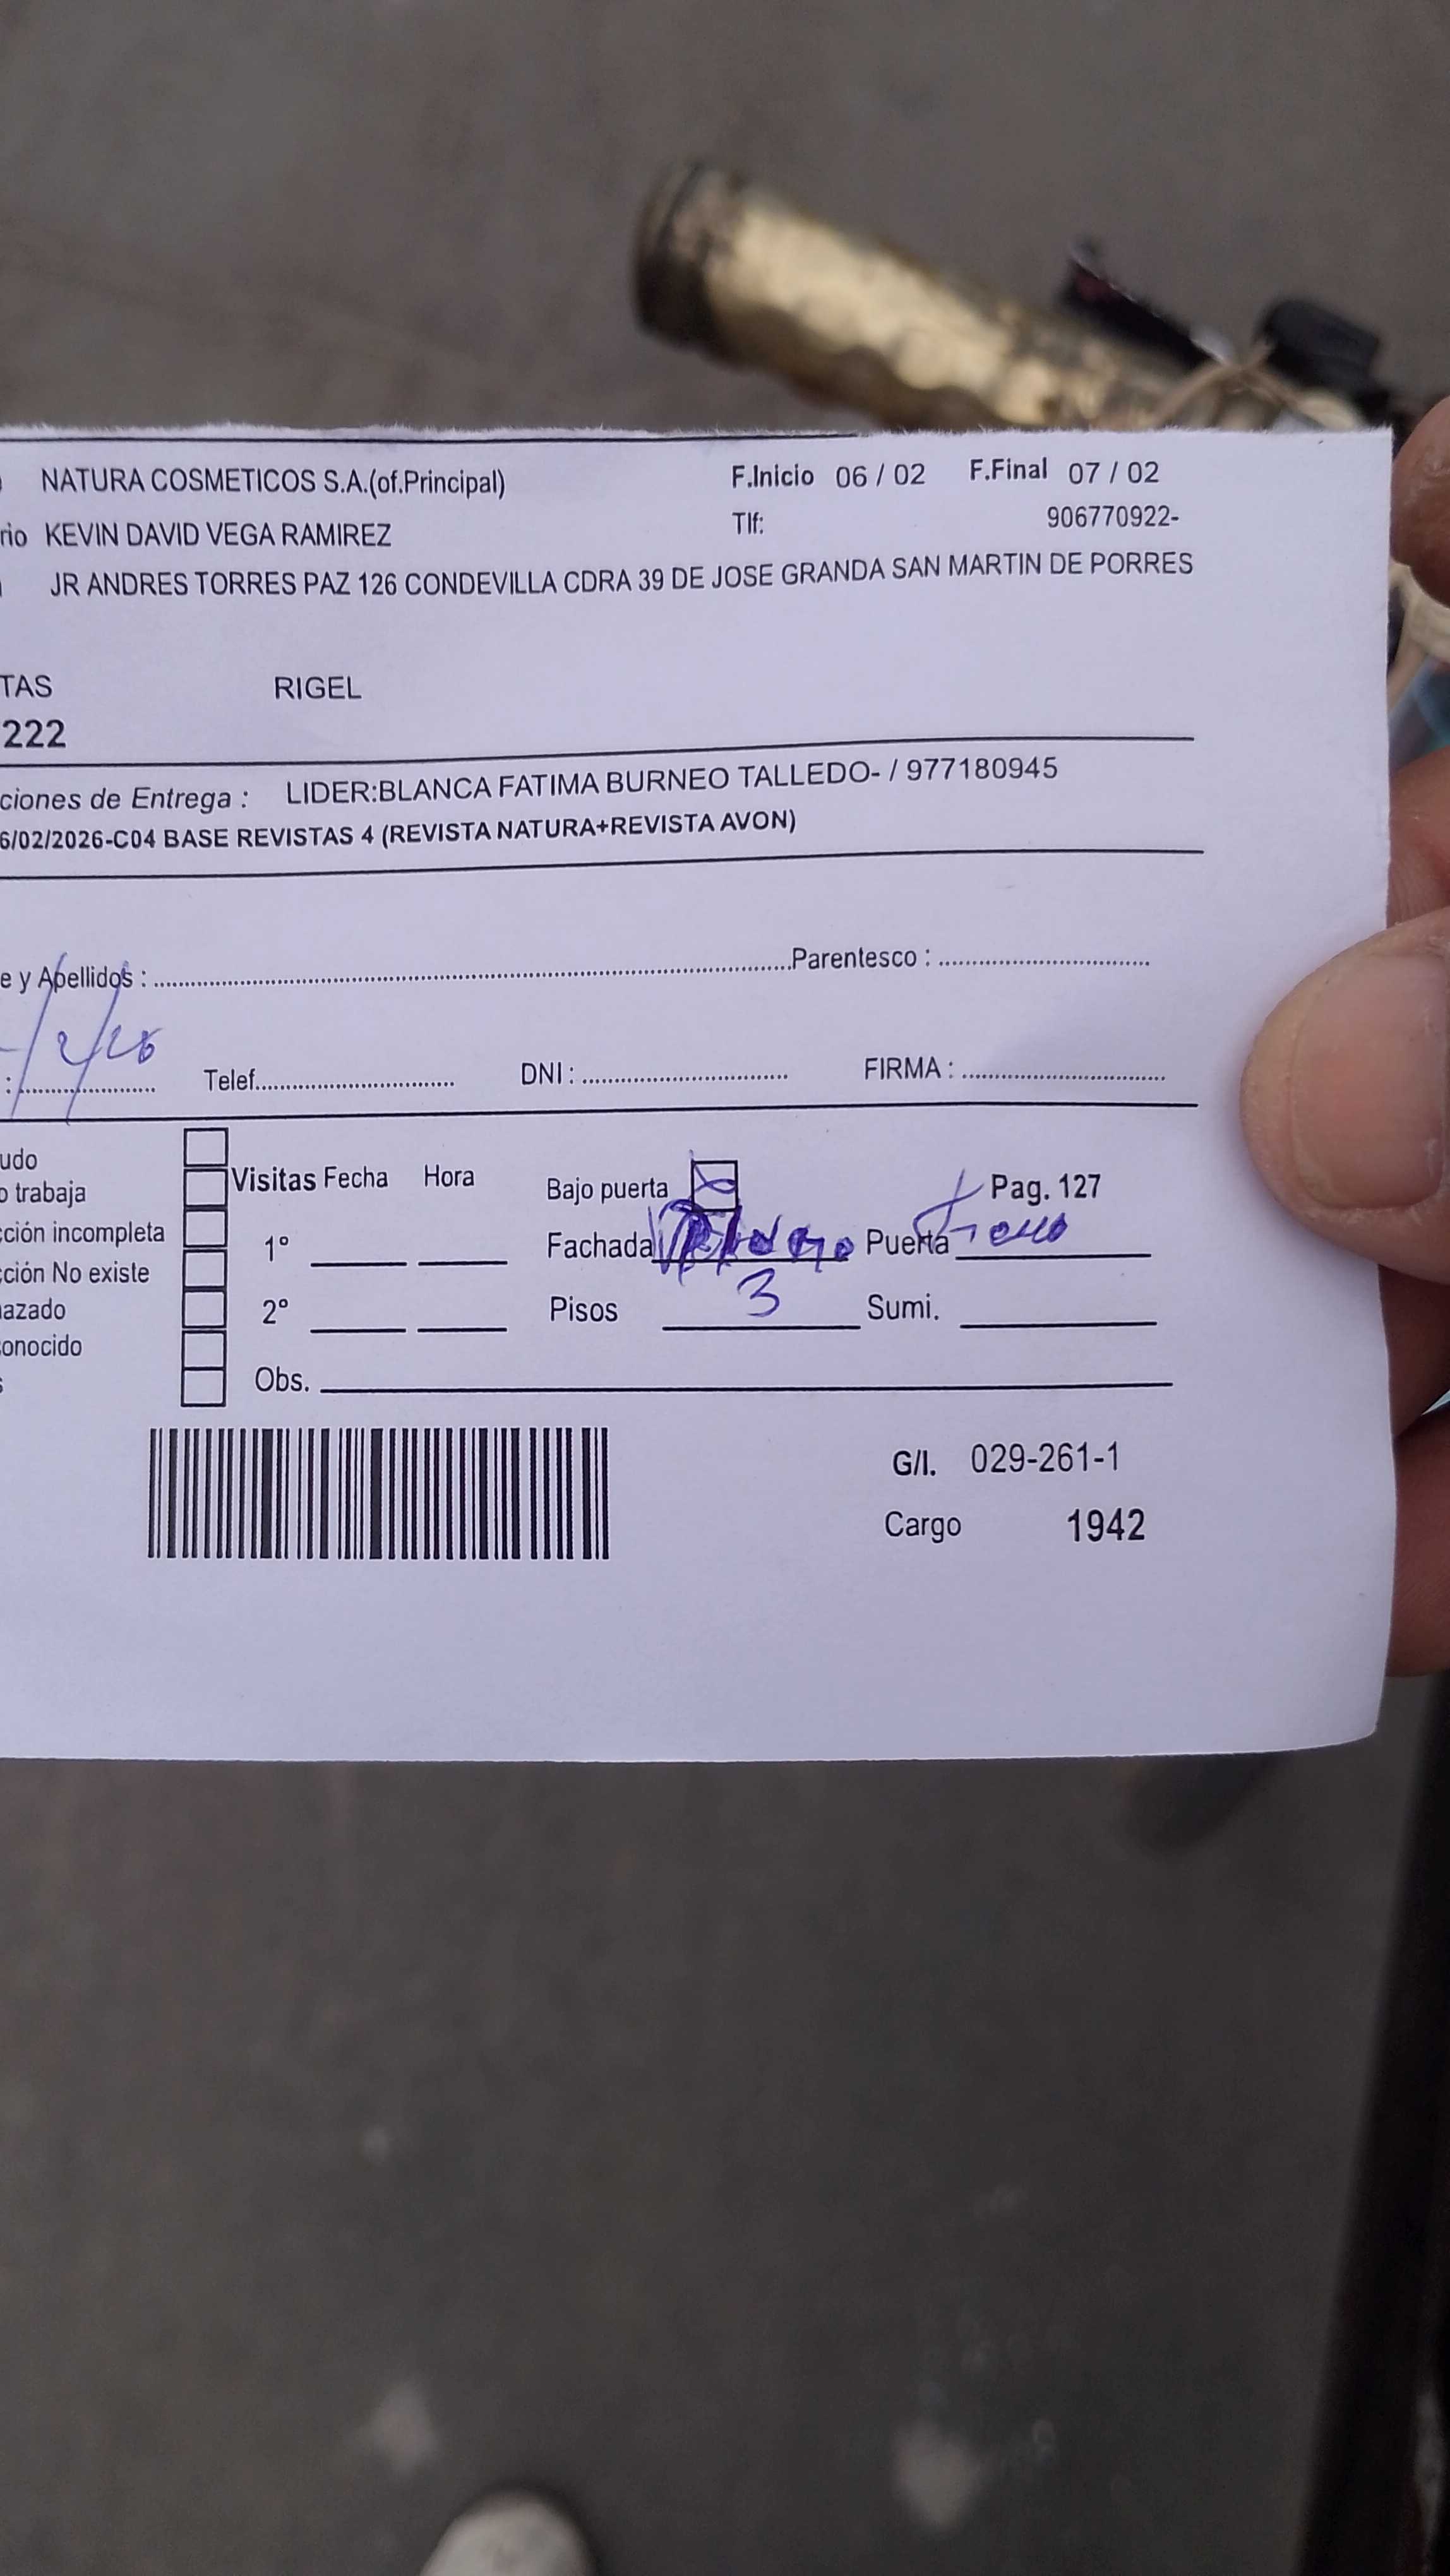 NATURA COSMETICOS S.A.(of.Principal) F.Inicio 06 / 02 F.Final 07 / 02
rio KEVIN DAVID VEGA RAMIREZ Tlf: 906770922-
JR ANDRES TORRES PAZ 126 CONDEVILLA CDRA 39 DE JOSE GRANDA SAN MARTIN DE PORRES
TAS RIGEL
222
ciones de Entrega : LIDER:BLANCA FATIMA BURNEO TALLEDO- / 977180945
6/02/2026-C04 BASE REVISTAS 4 (REVISTA NATURA+REVISTA AVON)
e y Apellidos : Parentesco :
/2/26
: Telef. DNI : FIRMA :
udo
o trabaja Visitas Fecha Hora Bajo puerta Pag. 127
cción incompleta 1° Fachada Puerta
cción No existe
azado 2° Pisos 3 Sumi.
onocido
s Obs.
G/I. 029-261-1
Cargo 1942